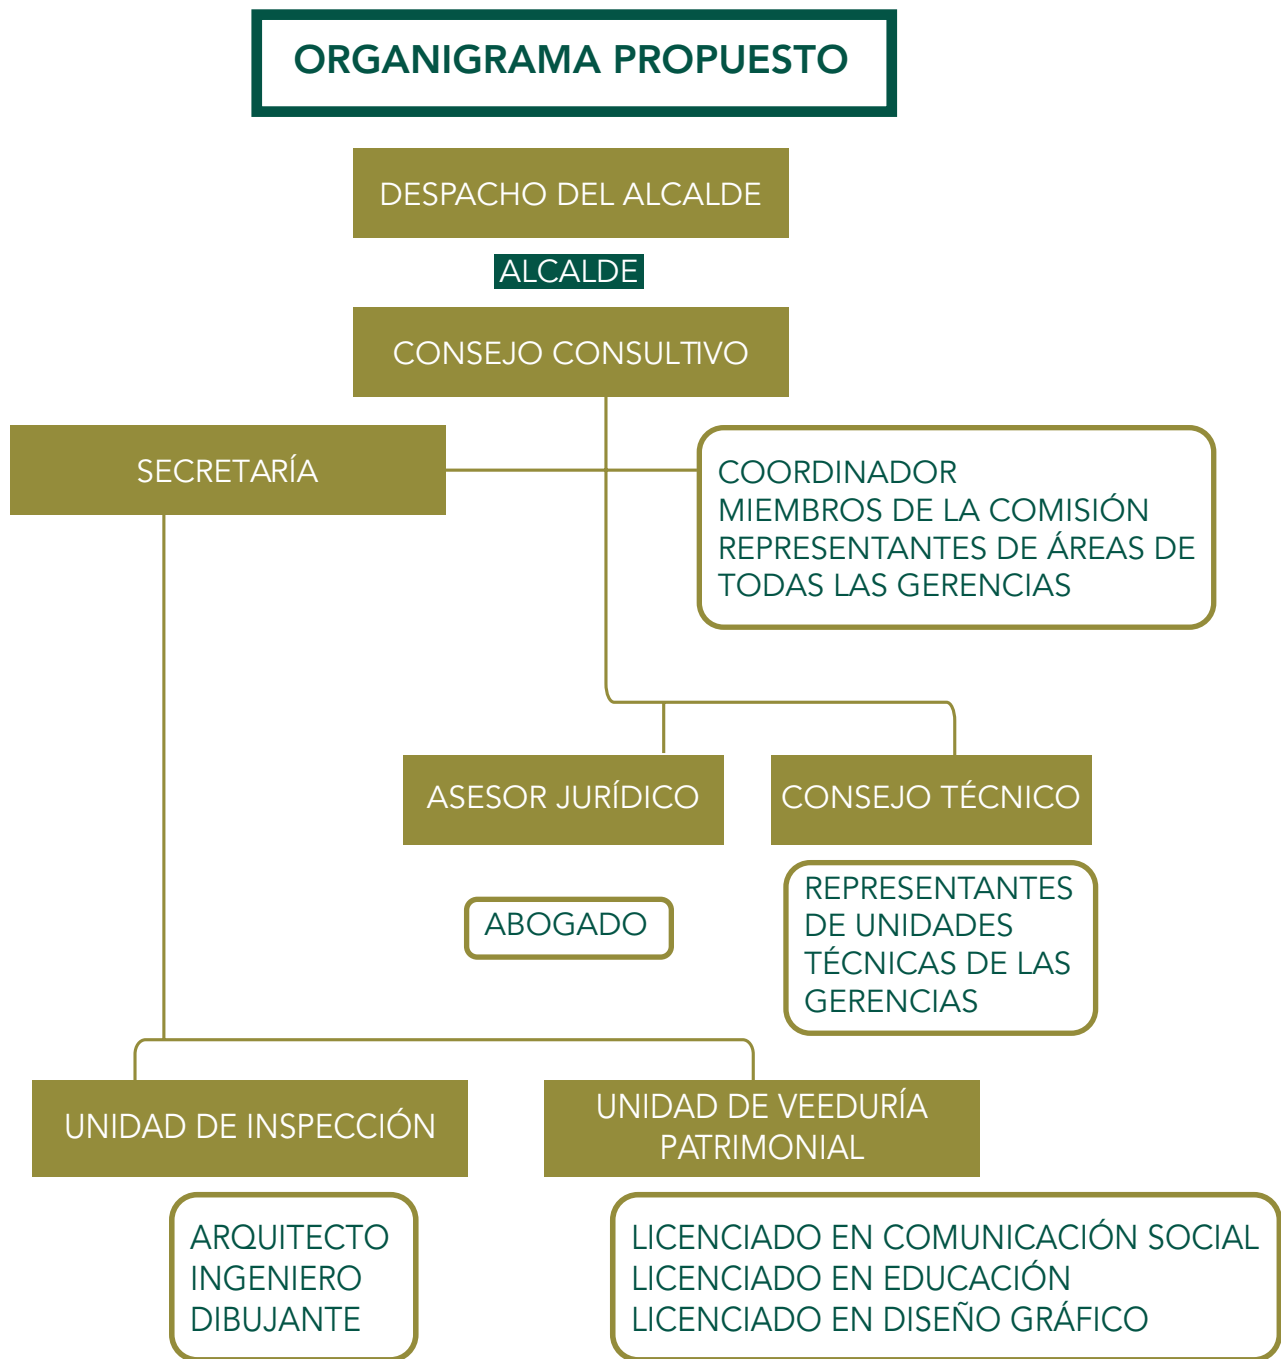 ORGANIGRAMA PROPUESTO
DESPACHO DEL ALCALDE
ALCALDE
CONSEJO CONSULTIVO
SECRETARÍA
COORDINADOR
MIEMBROS DE LA COMISIÓN
REPRESENTANTES DE ÁREAS DE
TODAS LAS GERENCIAS
ASESOR JURÍDICO
CONSEJO TÉCNICO
ABOGADO
REPRESENTANTES
DE UNIDADES
TÉCNICAS DE LAS
GERENCIAS
UNIDAD DE INSPECCIÓN
UNIDAD DE VEEDURÍA
PATRIMONIAL
ARQUITECTO
INGENIERO
DIBUJANTE
LICENCIADO EN COMUNICACIÓN SOCIAL
LICENCIADO EN EDUCACIÓN
LICENCIADO EN DISEÑO GRÁFICO